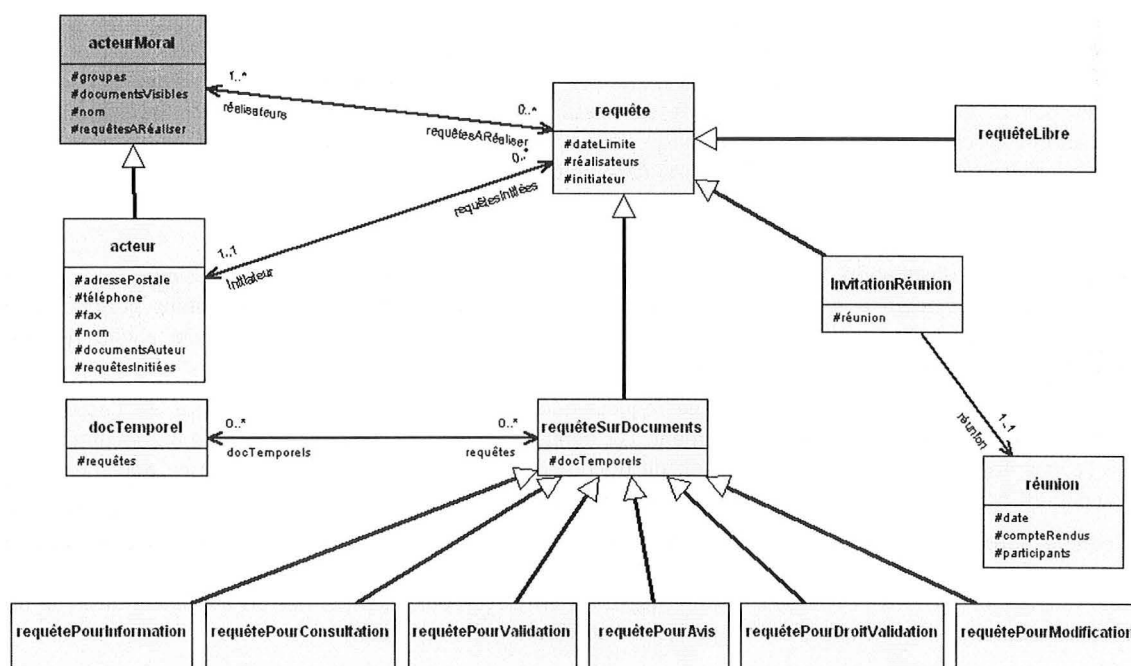 acteurMoral
#groupes
#documentsVisibles
#nom
#requêtesARéaliser
1..*
réalisateurs
0..*
requêtesARéaliser
requête
#dateLimite
#réalisateurs
#initiateur
requêteLibre
0..*
requêtesInitiées
1..1
Initiateur
acteur
#adressePostale
#téléphone
#fax
#nom
#documentsAuteur
#requêtesInitiées
InvitationRéunion
#réunion
1..1
réunion
docTemporel
#requêtes
0..*
docTemporels
0..*
requêtes
requêteSurDocuments
#docTemporels
réunion
#date
#compteRendus
#participants
requêtePourInformation
requêtePourConsultation
requêtePourValidation
requêtePourAvis
requêtePourDroitValidation
requêtePourModification